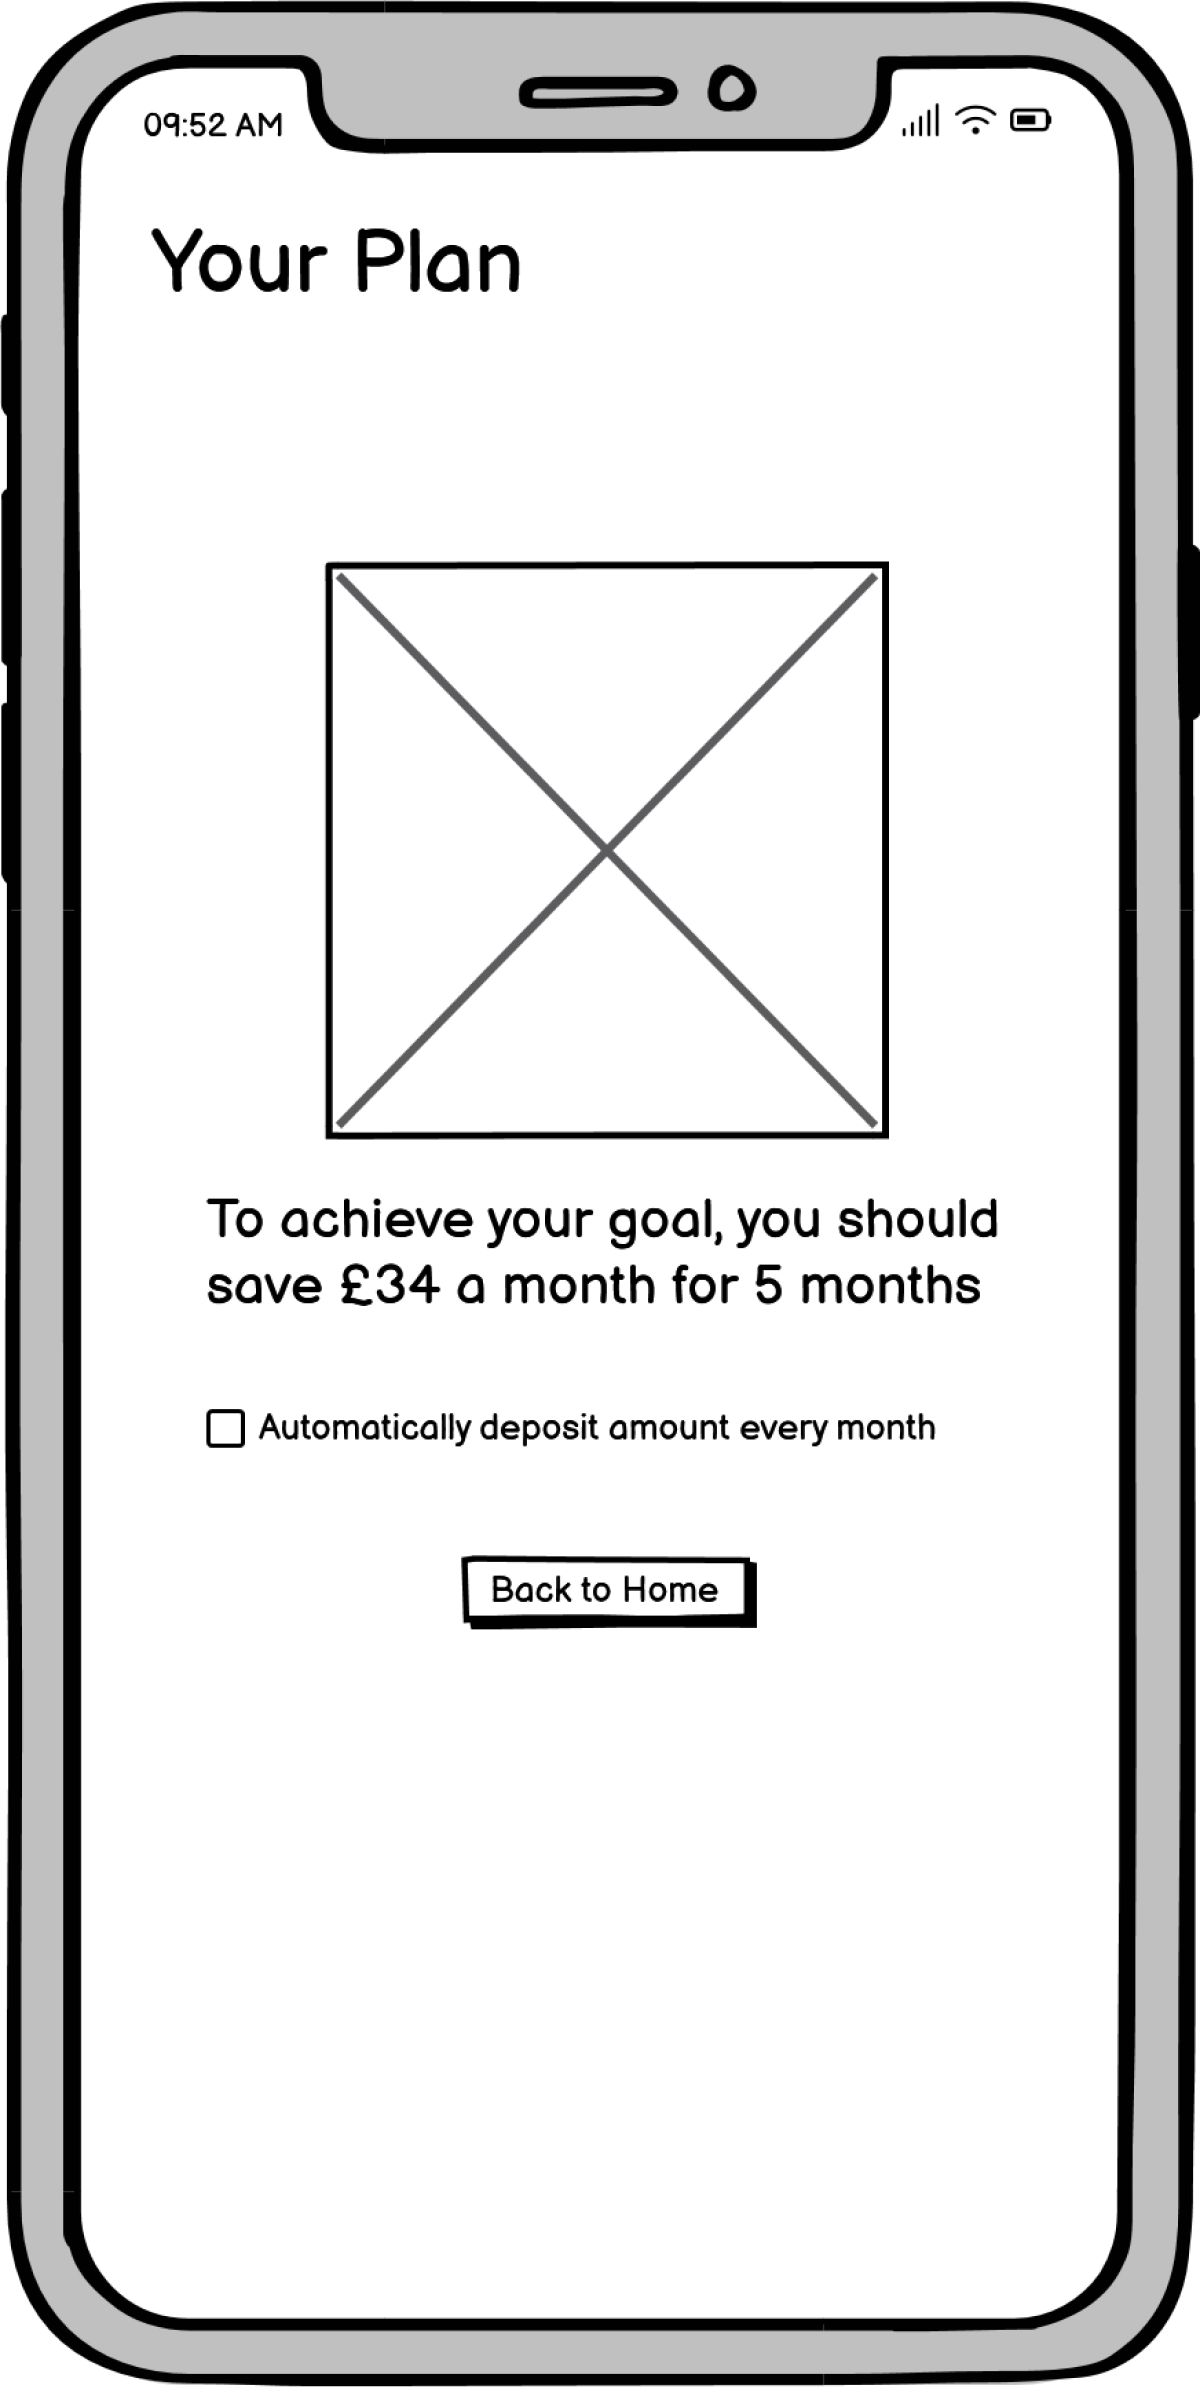 09:52 AM
Your Plan
To achieve your goal, you should
save £34 a month for 5 months
Automatically deposit amount every month
Back to Home